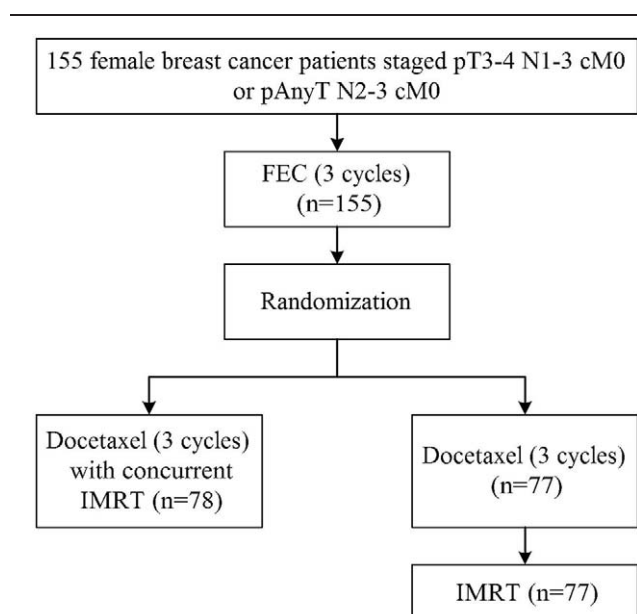 155 female breast cancer patients staged pT3-4 N1-3 cM0
or pAnyT N2-3 cM0
FEC (3 cycles)
(n=155)
Randomization
Docetaxel (3 cycles)
with concurrent
IMRT (n=78)
Docetaxel (3 cycles)
(n=77)
IMRT (n=77)